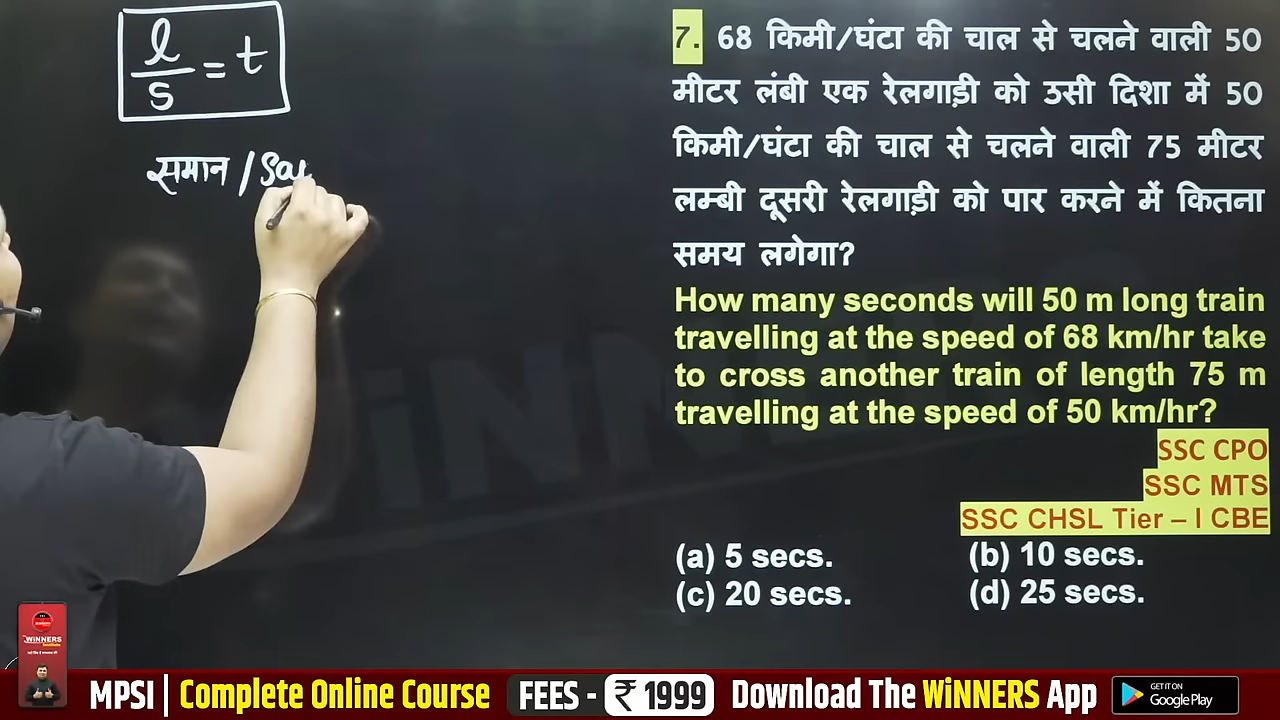 l/s = t
समान /
7. 68 किमी/घंटा की चाल से चलने वाली 50
मीटर लंबी एक रेलगाड़ी को उसी दिशा में 50
किमी/घंटा की चाल से चलने वाली 75 मीटर
लम्बी दूसरी रेलगाड़ी को पार करने में कितना
समय लगेगा?
How many seconds will 50 m long train
travelling at the speed of 68 km/hr take
to cross another train of length 75 m
travelling at the speed of 50 km/hr?
SSC CPO
SSC MTS
SSC CHSL Tier – I CBE
(a) 5 secs. (b) 10 secs.
(c) 20 secs. (d) 25 secs.
WiNNERS
MPSI | Complete Online Course FEES - ₹ 1999 Download The WiNNERS App GET IT ON Google Play